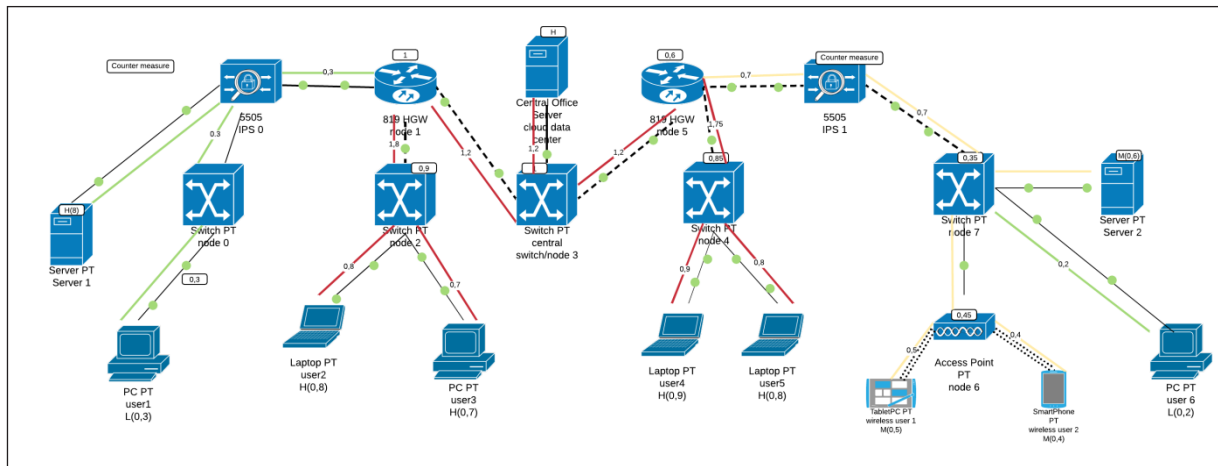 H
1
0,6
Counter measure
Counter measure
0,3
0,7
0,7
5505
IPS 0
819 HGW
node 1
Central Office
Server
cloud data
center
819 HGW
node 5
5505
IPS 1
0,3
1,8
1,2
1,2
1,2
1,75
0,9
0,85
0,35
M(0,6)
H(8)
Switch PT
node 0
Switch PT
node 2
Switch PT
central
switch/node 3
Switch PT
node 4
Switch PT
node 7
Server PT
Server 2
Server PT
Server 1
0,3
0,8
0,7
0,9
0,8
0,2
0,45
0,5
0,4
PC PT
user1
L(0,3)
Laptop PT
user2
H(0,8)
PC PT
user3
H(0,7)
Laptop PT
user4
H(0,9)
Laptop PT
user5
H(0,8)
Access Point
PT
node 6
TabletPC PT
wireless user 1
M(0,5)
SmartPhone
PT
wireless user 2
M(0,4)
PC PT
user 6
L(0,2)